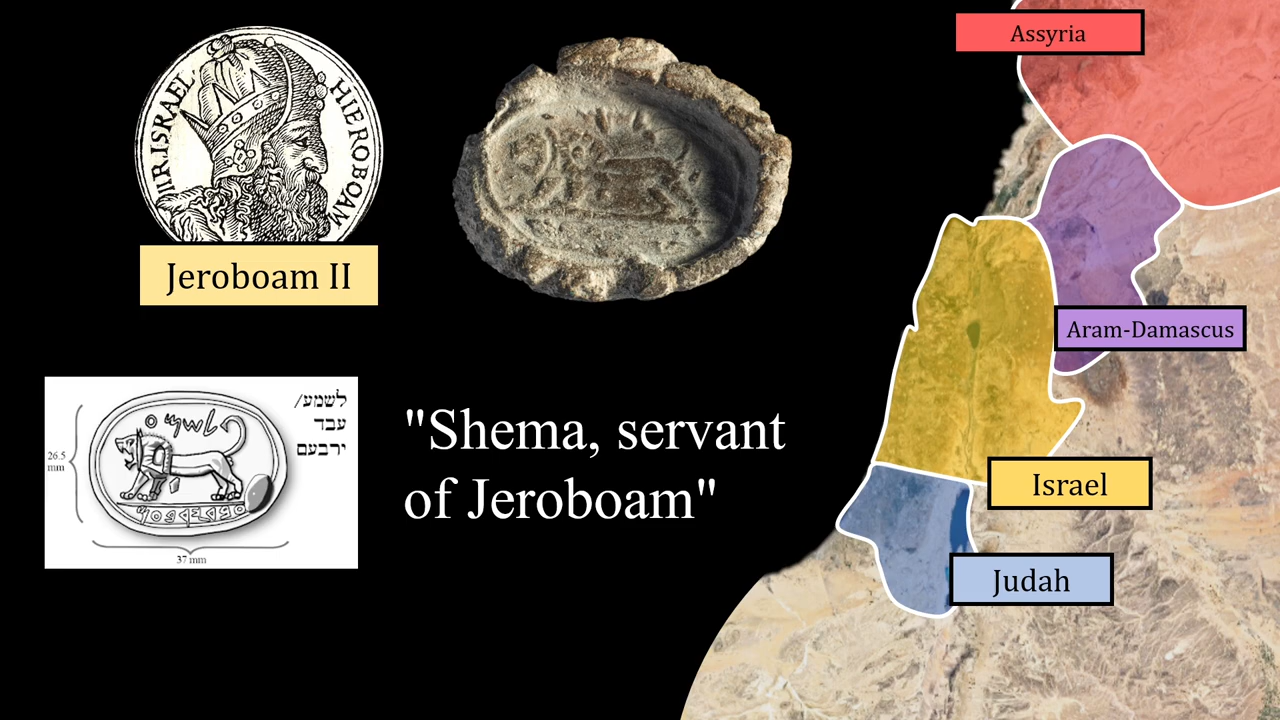 Assyria
IIR.ISRAEL HIEROBOAM
Jeroboam II
Aram-Damascus
לשמע/
עבד
ירבעם
26.5
mm
37 mm
"Shema, servant
of Jeroboam"
Israel
Judah